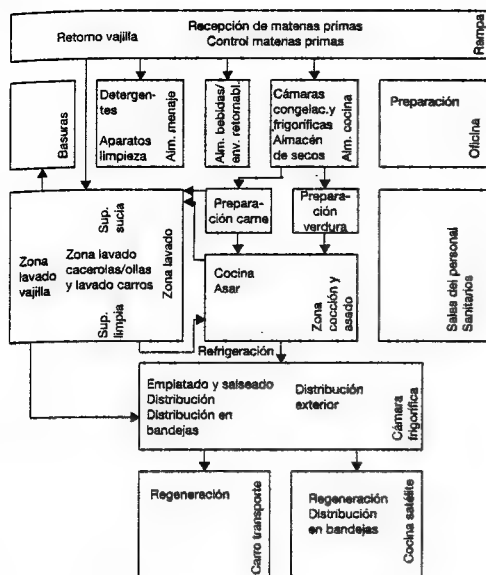 Retorno vajilla
Recepción de materias primas
Control materias primas
Rampa
Basuras
Detergen-
tes
Aparatos
limpieza
Alm. menaje
Alm. bebidas/
env. retornabl.
Cámaras
congelac.y
frigoríficas
Almacén
de secos
Alm. cocina
Preparación
Oficina
Zona
lavado
vajilla
Sup.
sucia
Zona lavado
cacerolas/ollas
y lavado carros
Sup.
limpia
Zona lavado
Preparación
carne
Prepara-
ción
verdura
Cocina
Asar
Zona
cocción y
asado
Salas del personal
Sanitarios
Refrigeración
Emplatado y salseado
Distribución
Distribución en
bandejas
Distribución
exterior
Cámara
frigorífica
Regeneración
Carro transporte
Regeneración
Distribución
en bandejas
Cocina satélite